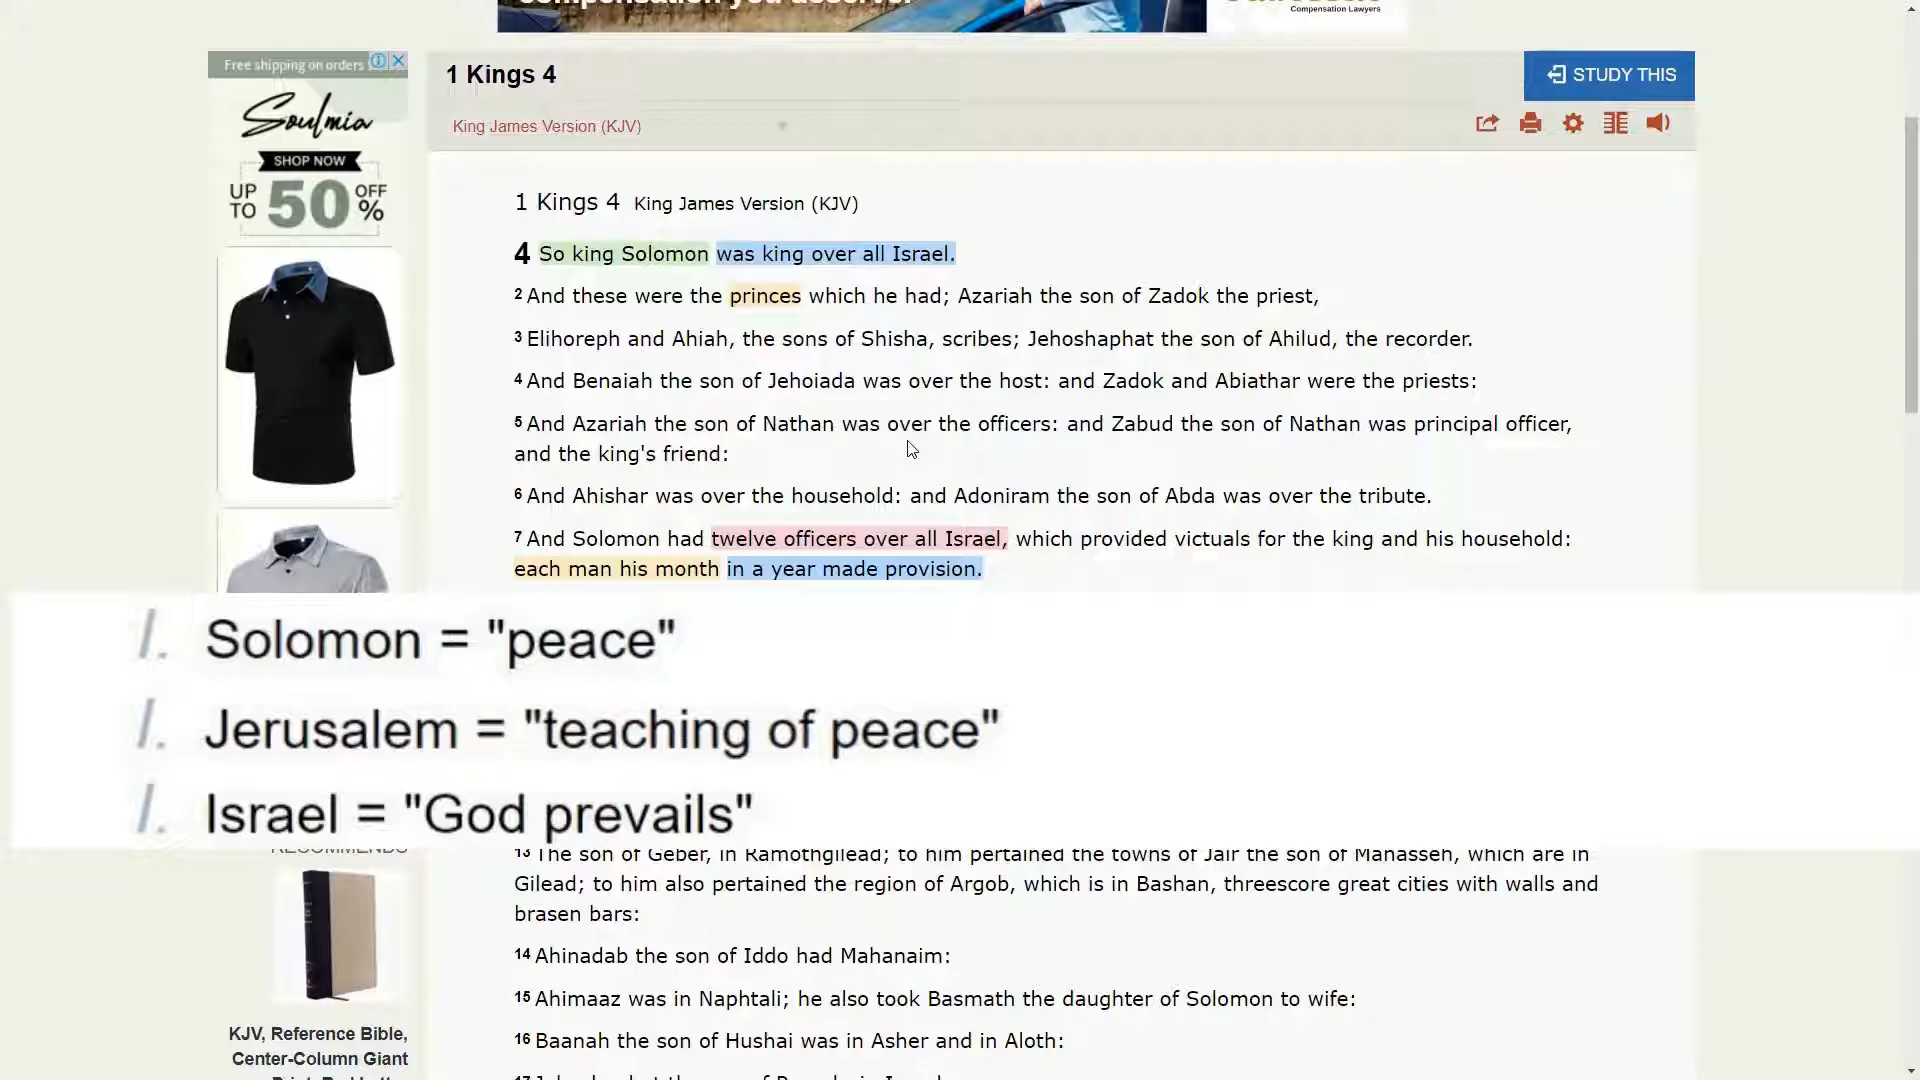 compensation you deserve.
Compensation Lawyers
Free shipping on orders
Soulmia
SHOP NOW
UP TO 50% OFF
1 Kings 4
STUDY THIS
King James Version (KJV)
1 Kings 4 King James Version (KJV)
4 So king Solomon was king over all Israel.
2 And these were the princes which he had; Azariah the son of Zadok the priest,
3 Elihoreph and Ahiah, the sons of Shisha, scribes; Jehoshaphat the son of Ahilud, the recorder.
4 And Benaiah the son of Jehoiada was over the host: and Zadok and Abiathar were the priests:
5 And Azariah the son of Nathan was over the officers: and Zabud the son of Nathan was principal officer,
and the king's friend:
6 And Ahishar was over the household: and Adoniram the son of Abda was over the tribute.
7 And Solomon had twelve officers over all Israel, which provided victuals for the king and his household:
each man his month in a year made provision.
/. Solomon = "peace"
/. Jerusalem = "teaching of peace"
/. Israel = "God prevails"
RECOMMENDS
13 The son of Geber, in Ramothgilead; to him pertained the towns of Jair the son of Manasseh, which are in
Gilead; to him also pertained the region of Argob, which is in Bashan, threescore great cities with walls and
brasen bars:
14 Ahinadab the son of Iddo had Mahanaim:
15 Ahimaaz was in Naphtali; he also took Basmath the daughter of Solomon to wife:
16 Baanah the son of Hushai was in Asher and in Aloth:
KJV, Reference Bible,
Center-Column Giant